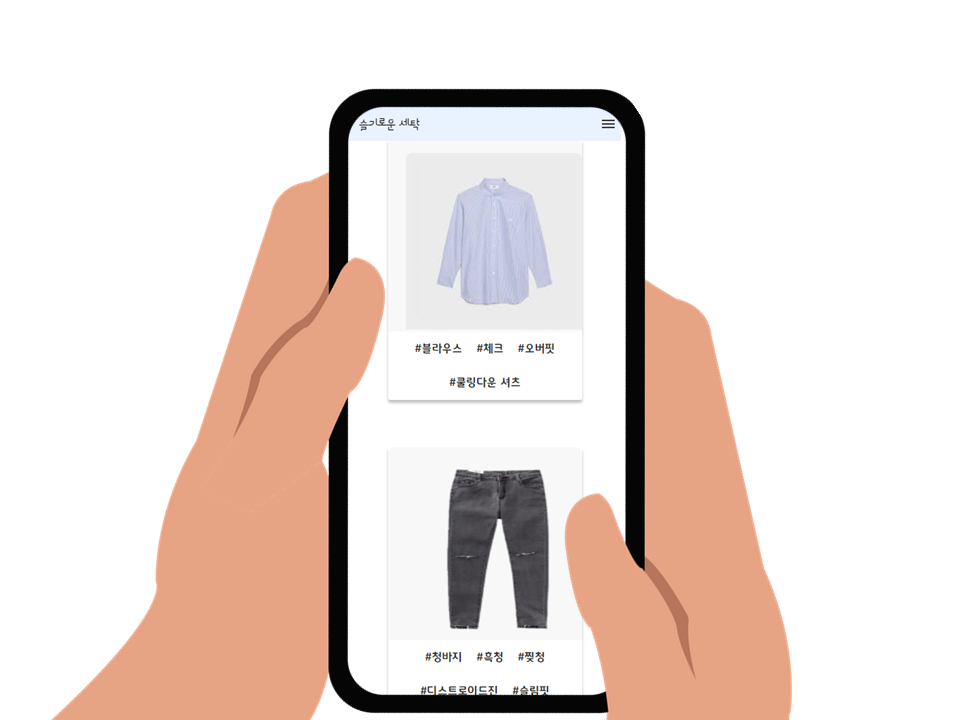 슬기로운 세탁
#블라우스 #체크 #오버핏
#쿨링다운 셔츠
#청바지 #흑청 #찢청
#디스트로이드진 #슬림핏